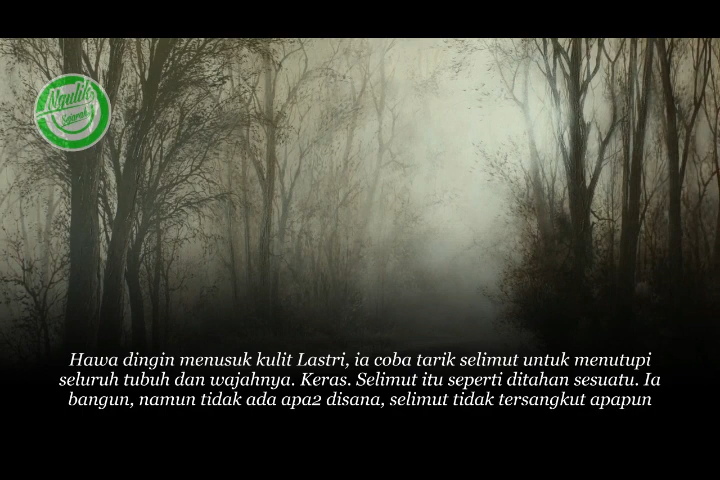 Ngulik
Hawa dingin menusuk kulit Lastri, ia coba tarik selimut untuk menutupi
seluruh tubuh dan wajahnya. Keras. Selimut itu seperti ditahan sesuatu. Ia
bangun, namun tidak ada apa2 disana, selimut tidak tersangkut apapun